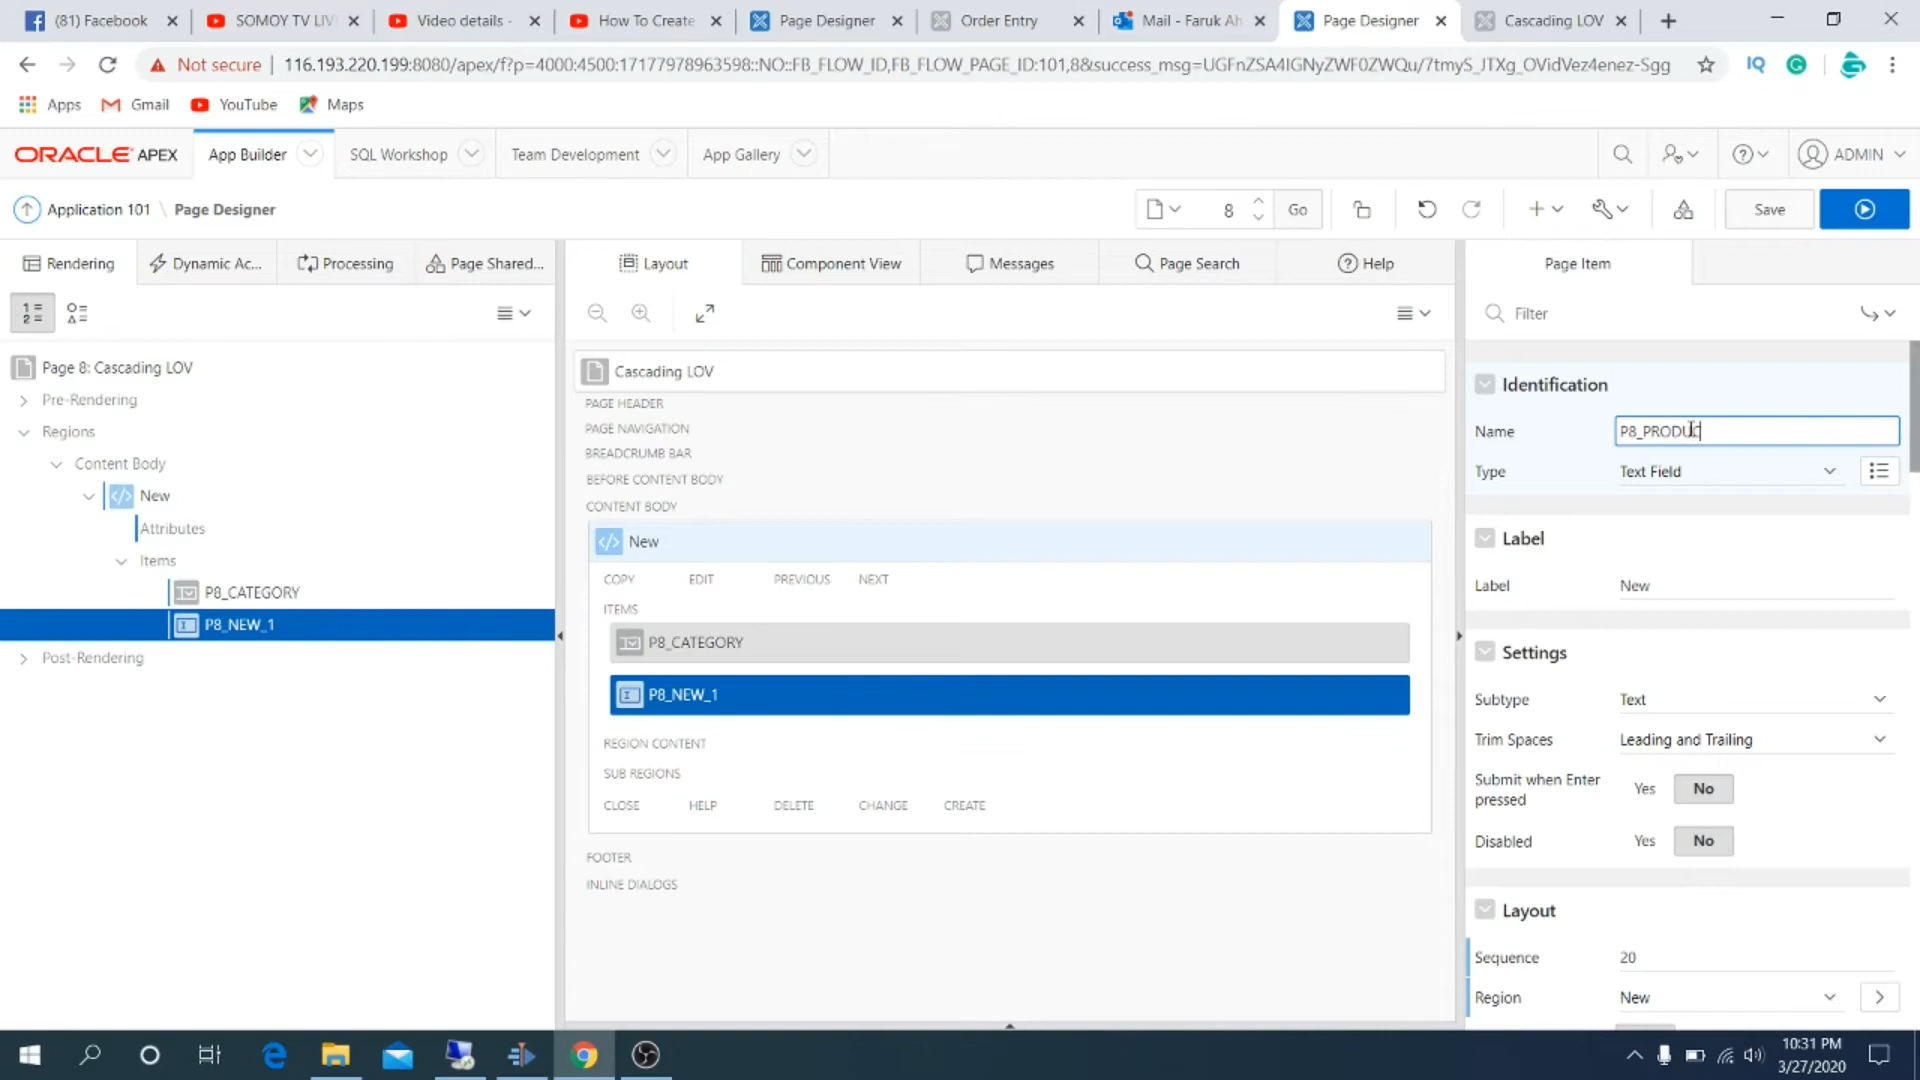 (81) Facebook
SOMOY TV LIV
Video details -
How To Create
Page Designer
Order Entry
Mail - Faruk Ah
Page Designer
Cascading LOV
Not secure
116.193.220.199:8080/apex/f?p=4000:4500:17177978963598::NO::FB_FLOW_ID,FB_FLOW_PAGE_ID:101,8&success_msg=UGFnZSA4IGNyZWF0ZWQu/7tmyS_JTXg_OVidVez4enez-Sgg
Apps
Gmail
YouTube
Maps
ORACLE APEX
App Builder
SQL Workshop
Team Development
App Gallery
ADMIN
Application 101 \ Page Designer
8
Go
Save
Rendering
Dynamic Ac...
Processing
Page Shared...
Layout
Component View
Messages
Page Search
Help
Page Item
Filter
Page 8: Cascading LOV
Pre-Rendering
Regions
Content Body
New
Attributes
Items
P8_CATEGORY
P8_NEW_1
Post-Rendering
Cascading LOV
PAGE HEADER
PAGE NAVIGATION
BREADCRUMB BAR
BEFORE CONTENT BODY
CONTENT BODY
New
COPY EDIT PREVIOUS NEXT
ITEMS
P8_CATEGORY
P8_NEW_1
REGION CONTENT
SUB REGIONS
CLOSE HELP DELETE CHANGE CREATE
FOOTER
INLINE DIALOGS
Identification
Name P8_PRODUC
Type Text Field
Label
Label New
Settings
Subtype Text
Trim Spaces Leading and Trailing
Submit when Enter pressed Yes No
Disabled Yes No
Layout
Sequence 20
Region New
10:31 PM
3/27/2020